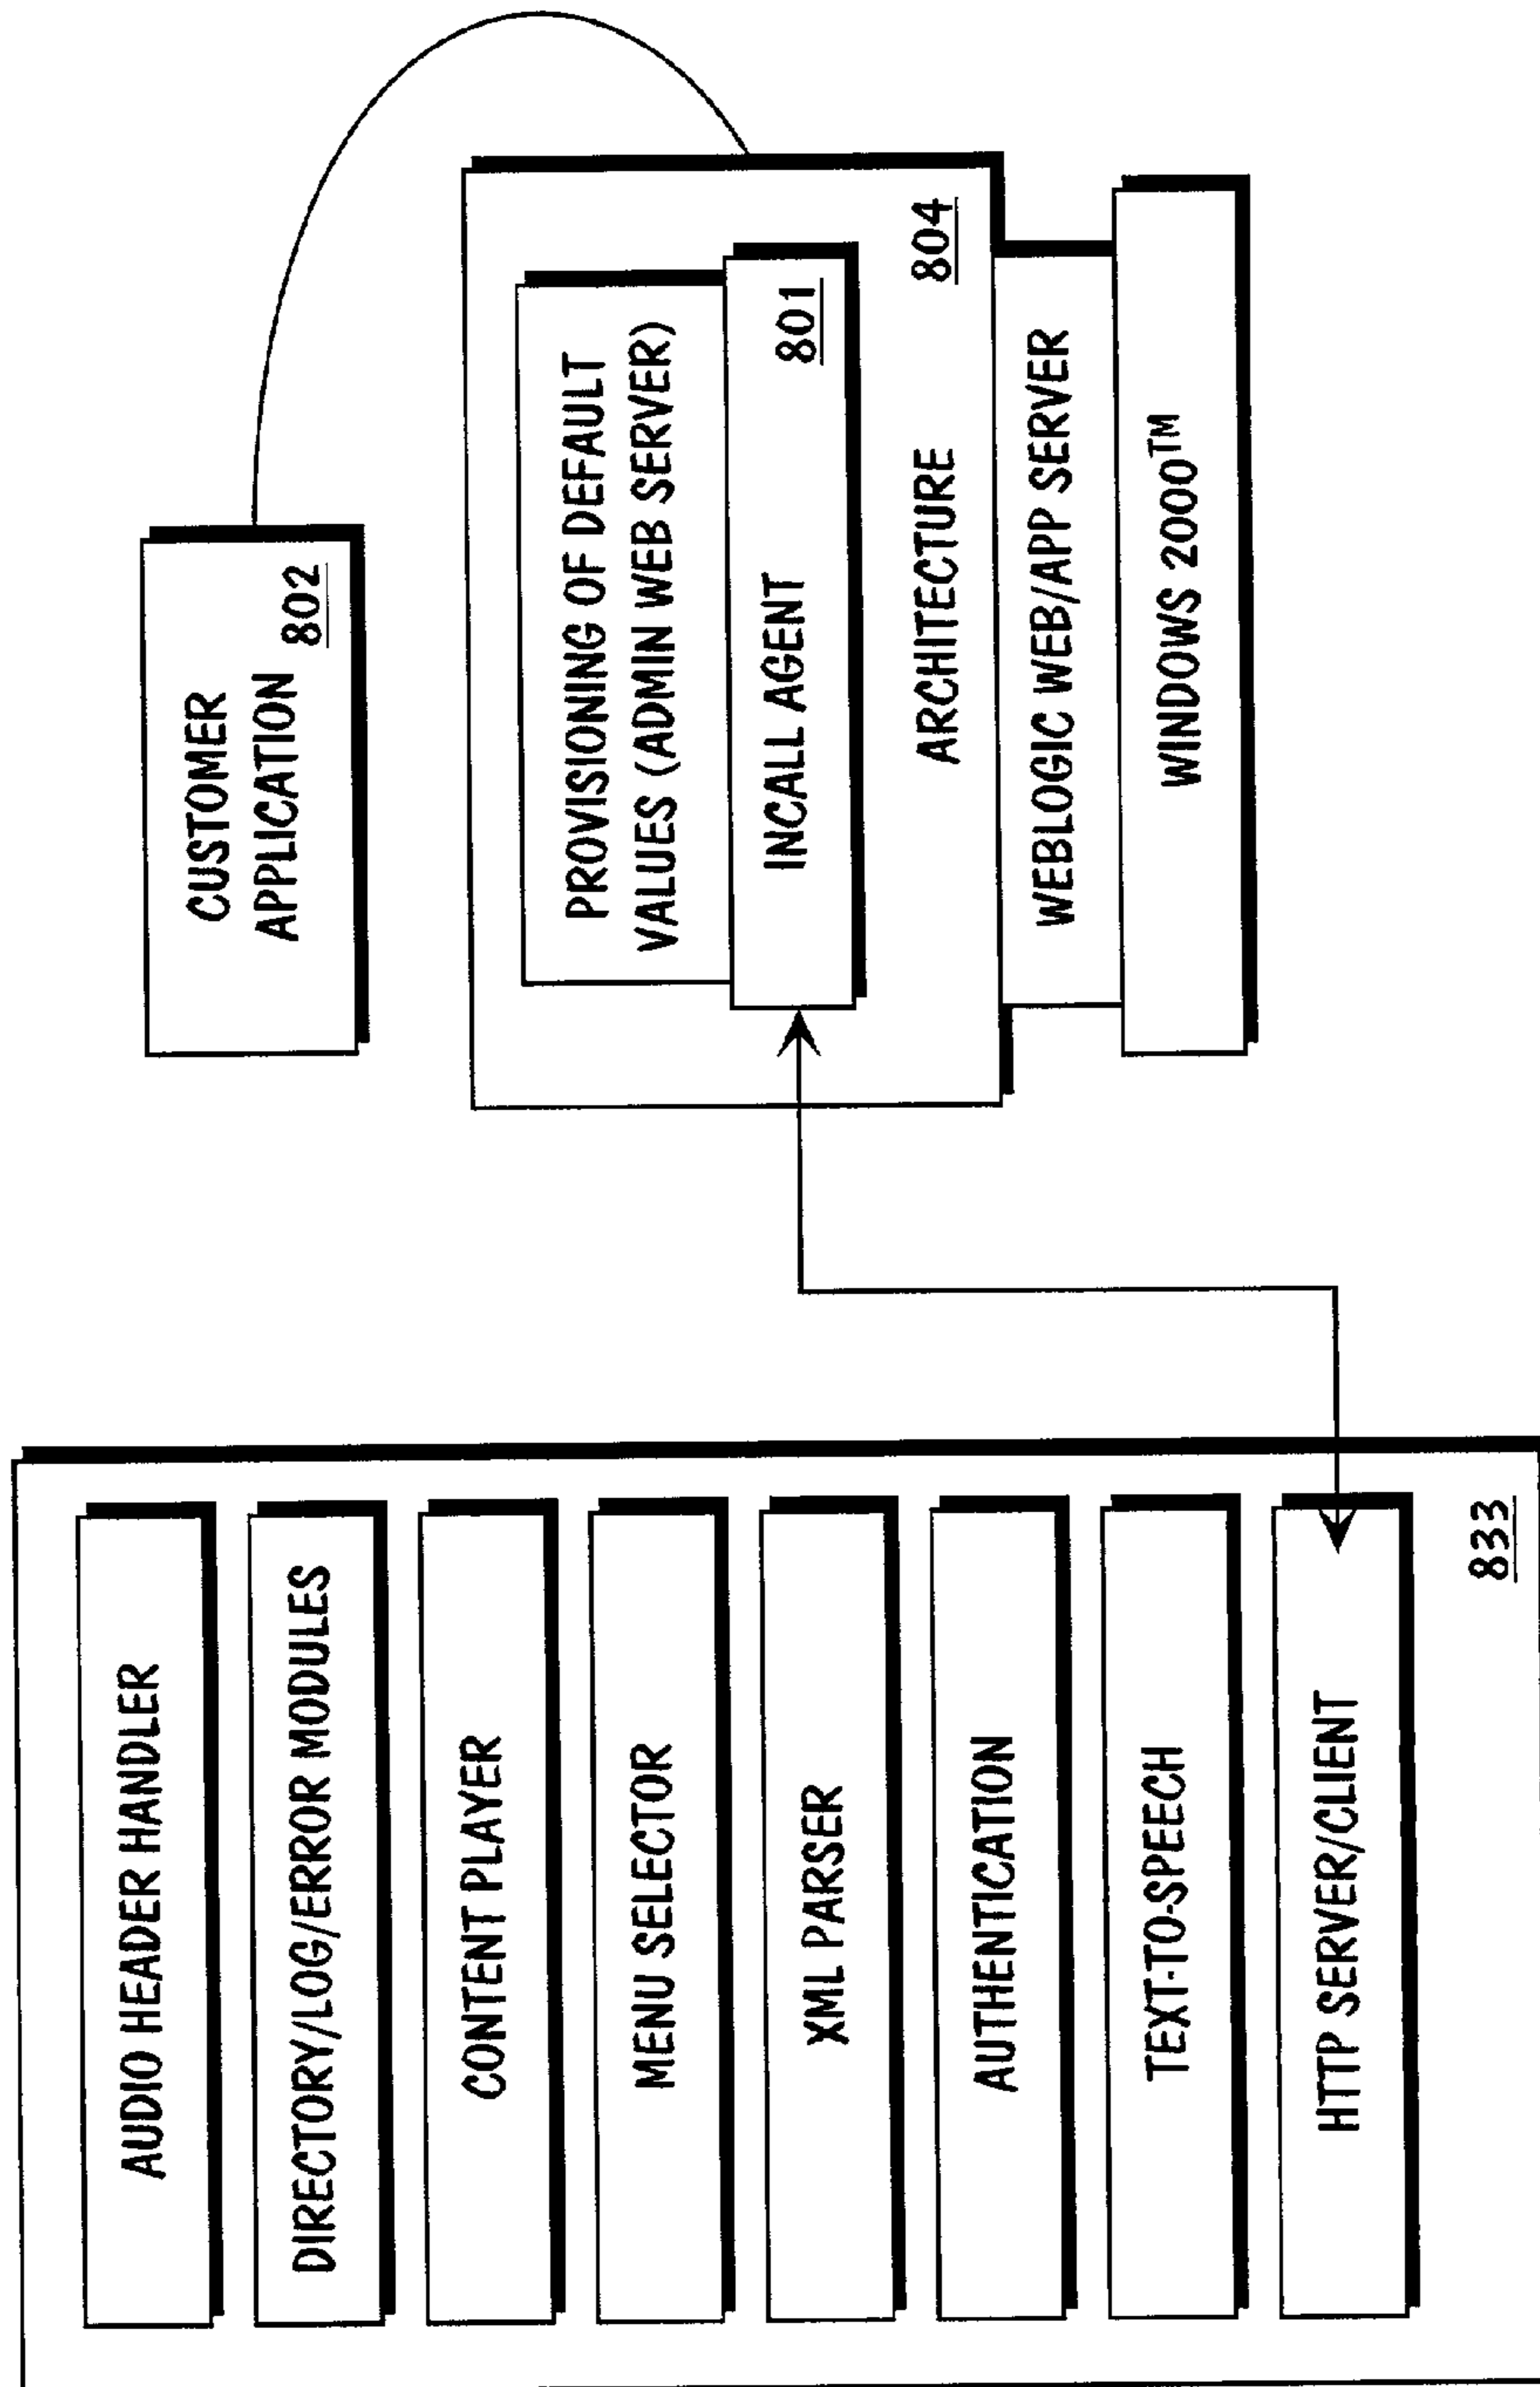 AUDIO HEADER HANDLER
DIRECTORY/LOG/ERROR MODULES
CONTENT PLAYER
MENU SELECTOR
XML PARSER
AUTHENTICATION
TEXT-TO-SPEECH
HTTP SERVER/CLIENT
833
CUSTOMER
APPLICATION
802
PROVISIONING OF DEFAULT
VALUES (ADMIN WEB SERVER)
INCALL AGENT
801
ARCHITECTURE
804
WEBLOGIC WEB/APP SERVER
WINDOWS 2000™